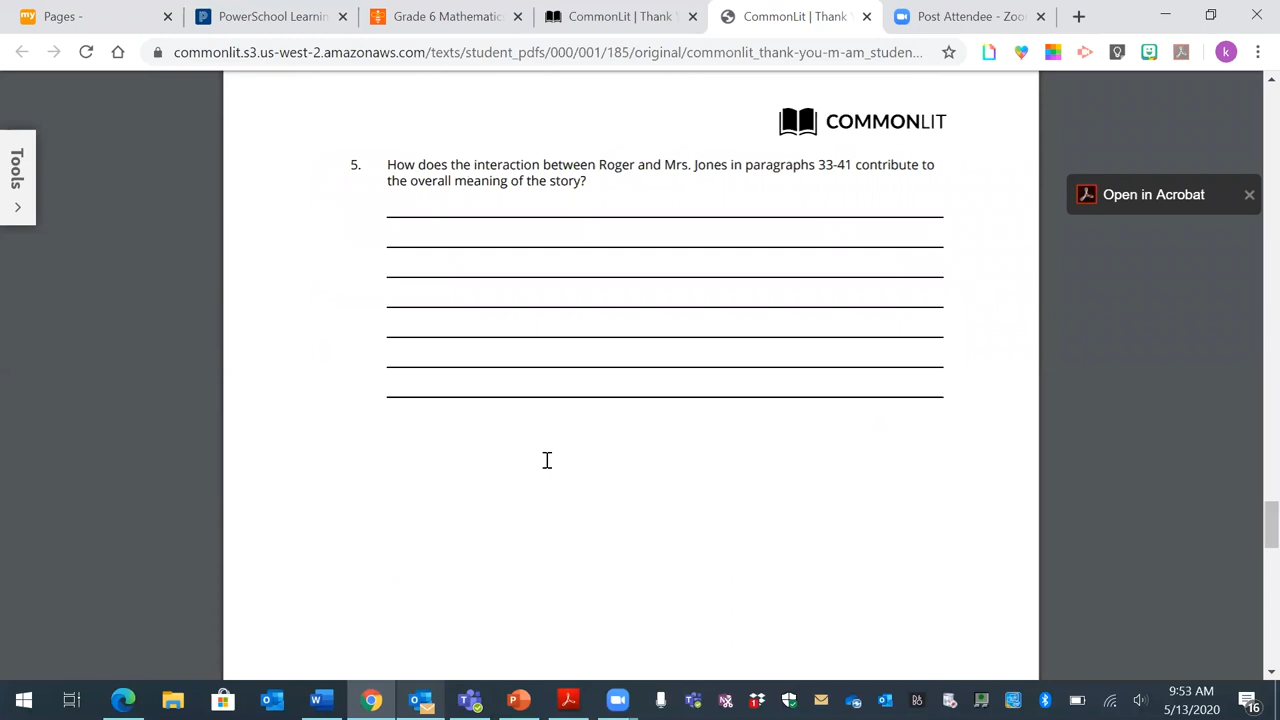 Pages -
PowerSchool Learnin
Grade 6 Mathematic
CommonLit | Thank Y
CommonLit | Thank Y
Post Attendee - Zoo
commonlit.s3.us-west-2.amazonaws.com/texts/student_pdfs/000/001/185/original/commonlit_thank-you-m-am_studen...
k
Tools
COMMONLIT
5. How does the interaction between Roger and Mrs. Jones in paragraphs 33-41 contribute to
the overall meaning of the story?
Open in Acrobat
9:53 AM
5/13/2020
16